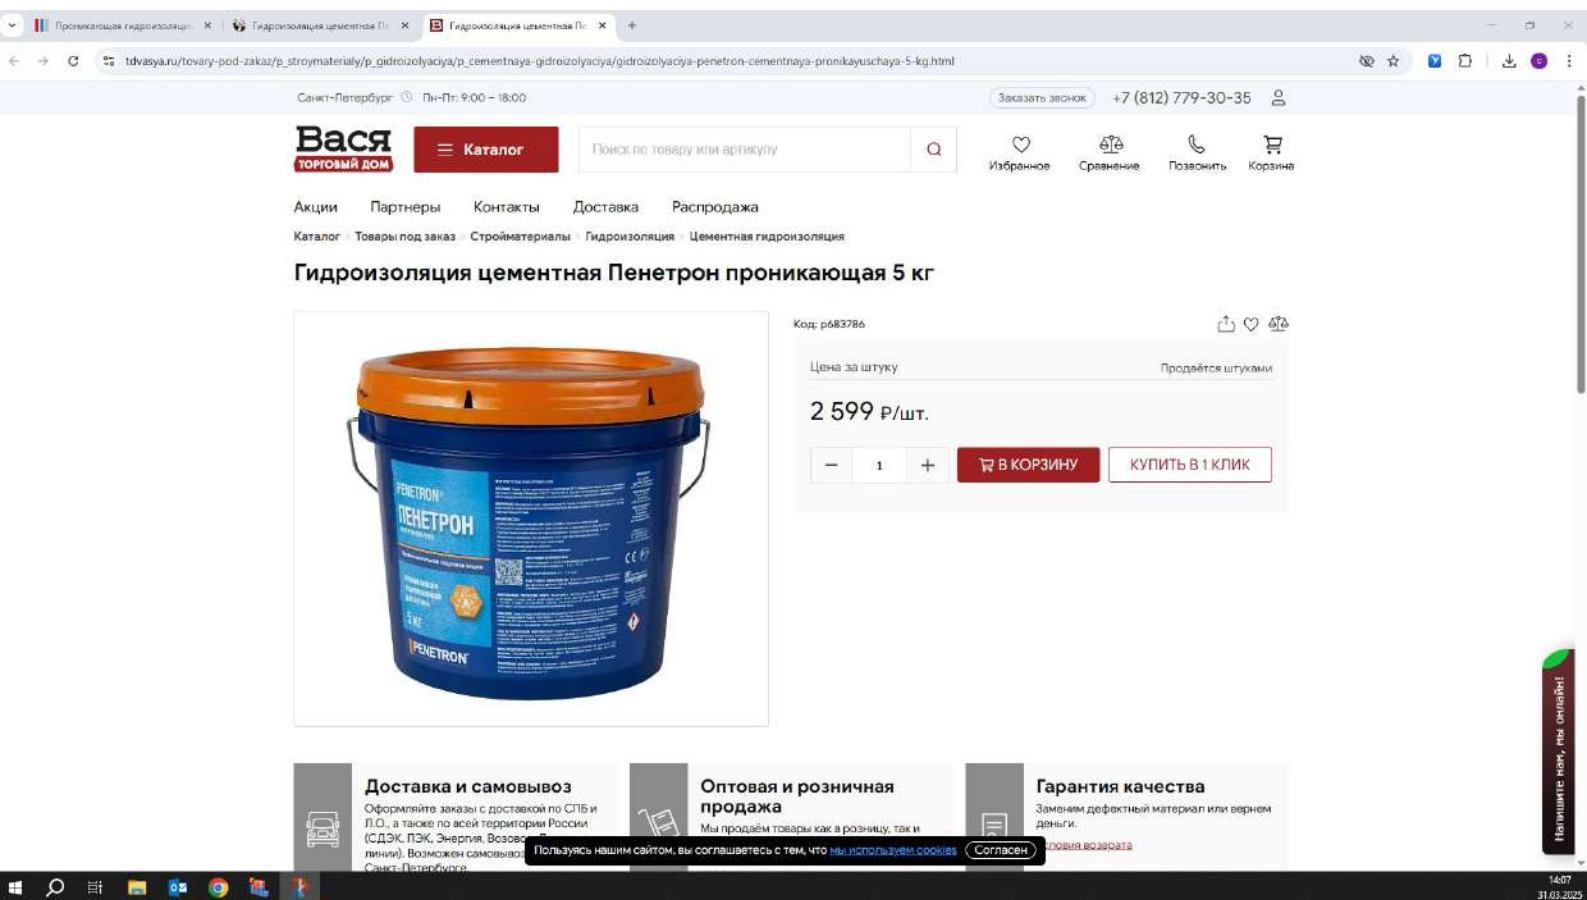 Проникающая гидроизоляци
Гидроизоляция цементная П
Гидроизоляция цементная Пе
tdvasya.ru/tovary-pod-zakaz/p_stroymaterialy/p_gidroizolyaciya/p_cementnaya-gidroizolyaciya/gidroizolyaciya-penetron-cementnaya-pronikayuschaya-5-kg.html
Санкт-Петербург Пн-Пт: 9:00 – 18:00
Заказать звонок +7 (812) 779-30-35
Вася
ТОРГОВЫЙ ДОМ
Каталог
Поиск по товару или артикулу
Избранное Сравнение Позвонить Корзина
Акции Партнеры Контакты Доставка Распродажа
Каталог Товары под заказ Стройматериалы Гидроизоляция Цементная гидроизоляция
Гидроизоляция цементная Пенетрон проникающая 5 кг
Код: p683786
Цена за штуку Продаётся штуками
2 599 ₽/шт.
1
В КОРЗИНУ
КУПИТЬ В 1 КЛИК
PENETRON
ПЕНЕТРОН
5 КГ
PENETRON
Доставка и самовывоз
Оформляйте заказы с доставкой по СПБ и
Л.О., а также по всей территории России
(СДЭК, ПЭК, Энергия, Возовоз,
линии). Возможен самовывоз
Санкт-Петербурге.
Оптовая и розничная
продажа
Мы продаём товары как в розницу, так и
Гарантия качества
Заменим дефектный материал или вернем
деньги.
условия возврата
Пользуясь нашим сайтом, вы соглашаетесь с тем, что мы используем cookies Согласен
Напишите нам, мы онлайн!
14:07
31.03.2025